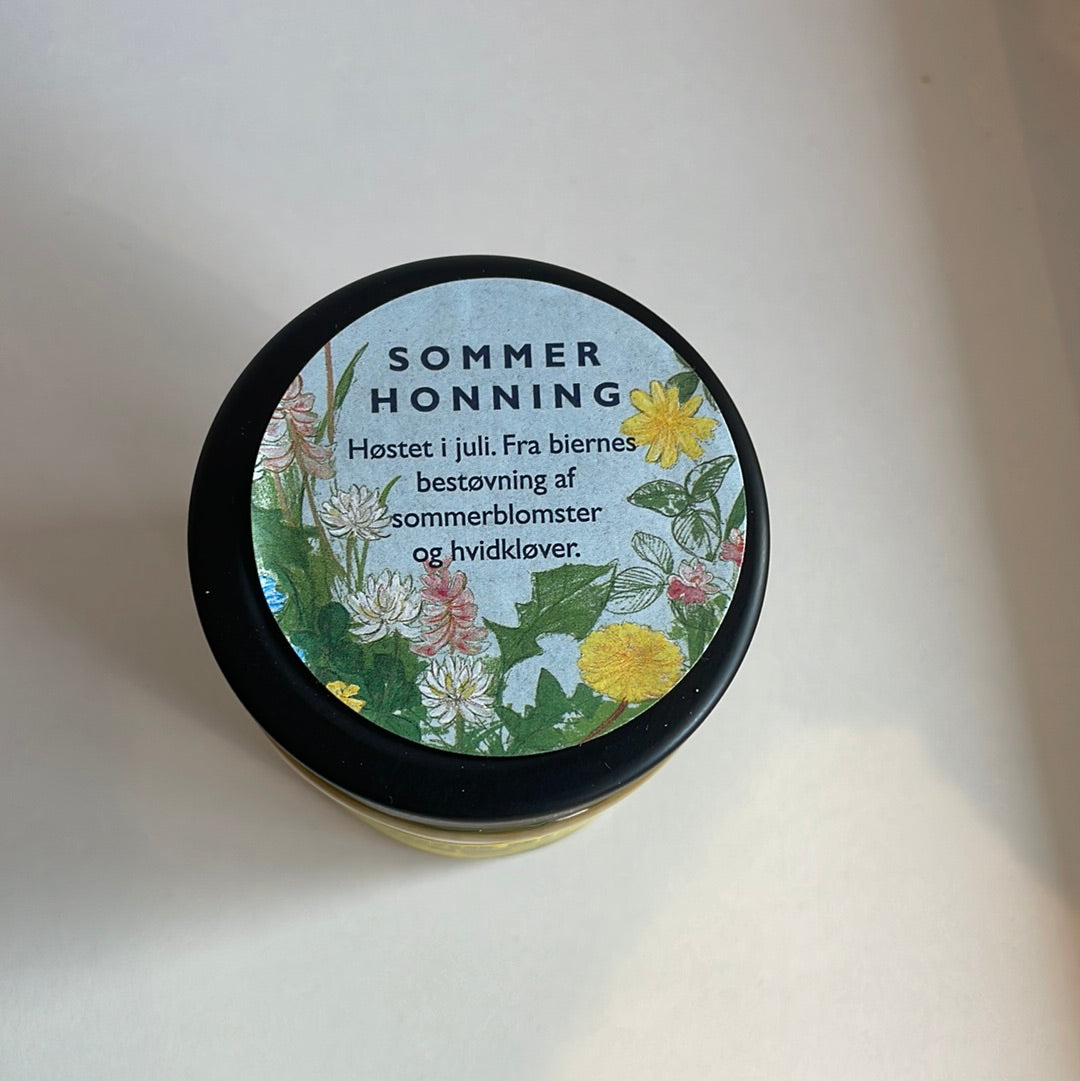 SOMMER
HONNING
Høstet i juli. Fra biernes
bestøvning af
sommerblomster
og hvidkløver.